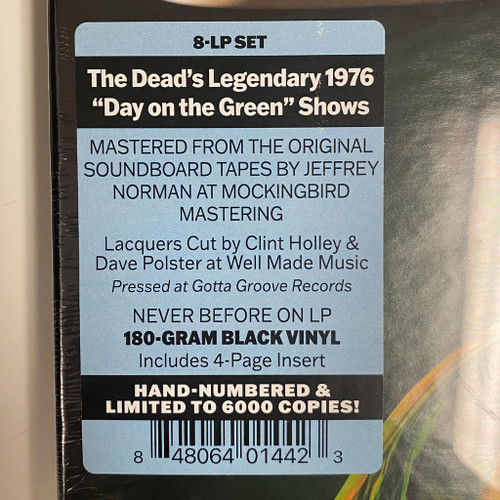 8-LP SET
The Dead's Legendary 1976
"Day on the Green" Shows
MASTERED FROM THE ORIGINAL
SOUNDBOARD TAPES BY JEFFREY
NORMAN AT MOCKINGBIRD
MASTERING
Lacquers Cut by Clint Holley &
Dave Polster at Well Made Music
Pressed at Gotta Groove Records
NEVER BEFORE ON LP
180-GRAM BLACK VINYL
Includes 4-Page Insert
HAND-NUMBERED &
LIMITED TO 6000 COPIES!
8 48064 01442 3